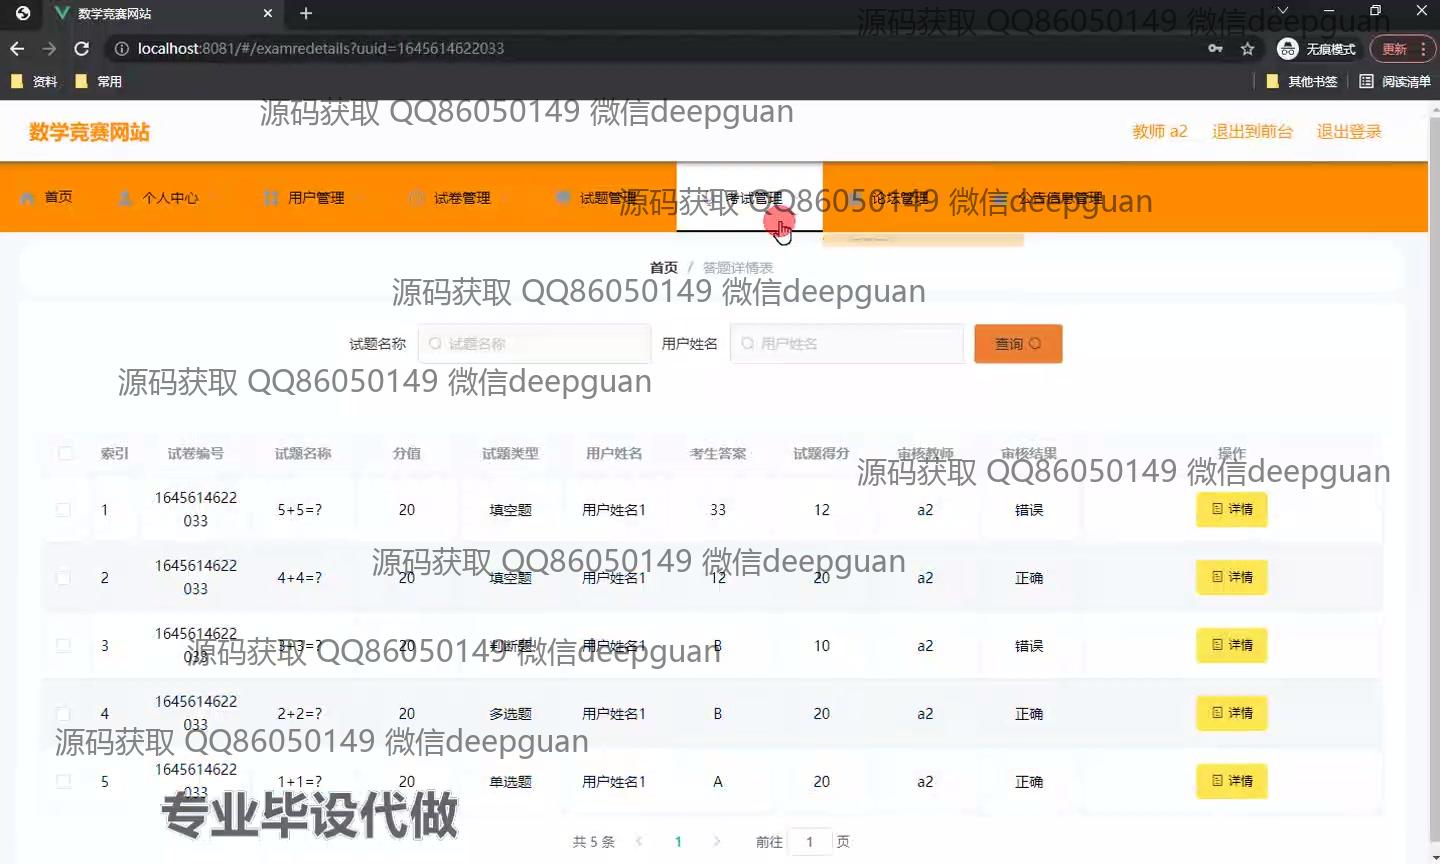 数学竞赛网站
源码获取 QQ86050149 微信deepguan
localhost:8081/#/examredetails?uuid=1645614622033
无痕模式
更新
资料
常用
其他书签
阅读清单
源码获取 QQ86050149 微信deepguan
数学竞赛网站
教师 a2
退出到前台
退出登录
首页
个人中心
用户管理
试卷管理
试题管理
考试管理
论坛管理
公告信息管理
源码获取 QQ86050149 微信deepguan
首页 / 答题详情表
源码获取 QQ86050149 微信deepguan
试题名称
试题名称
用户姓名
用户姓名
查询
源码获取 QQ86050149 微信deepguan
索引 试卷编号 试题名称 分值 试题类型 用户姓名 考生答案 试题得分 审核教师 审核结果 操作
源码获取 QQ86050149 微信deepguan
1 1645614622033 5+5=? 20 填空题 用户姓名1 33 12 a2 错误 详情
2 1645614622033 4+4=? 20 填空题 用户姓名1 12 20 a2 正确 详情
源码获取 QQ86050149 微信deepguan
3 1645614622033 3+3=? 20 判断题 用户姓名1 B 10 a2 错误 详情
源码获取 QQ86050149 微信deepguan
4 1645614622033 2+2=? 20 多选题 用户姓名1 B 20 a2 正确 详情
源码获取 QQ86050149 微信deepguan
5 1645614622033 1+1=? 20 单选题 用户姓名1 A 20 a2 正确 详情
专业毕设代做
共 5 条 1 前往 1 页